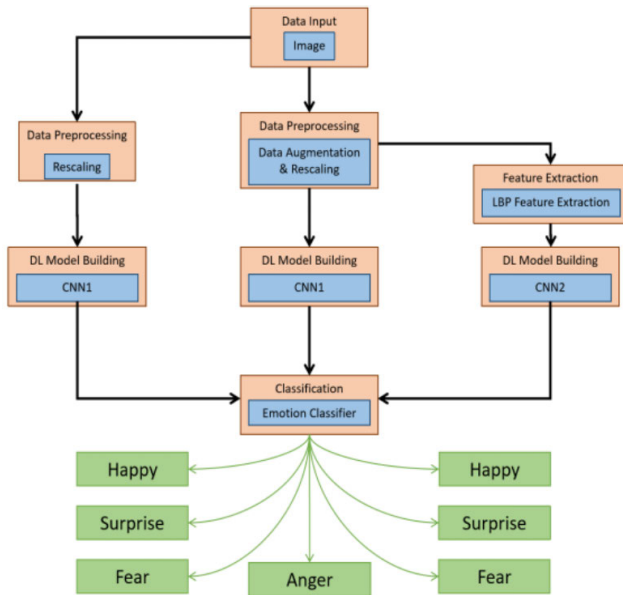 Data Input
Image
Data Preprocessing
Rescaling
Data Preprocessing
Data Augmentation
& Rescaling
Feature Extraction
LBP Feature Extraction
DL Model Building
CNN1
DL Model Building
CNN1
DL Model Building
CNN2
Classification
Emotion Classifier
Happy
Happy
Surprise
Surprise
Fear
Anger
Fear